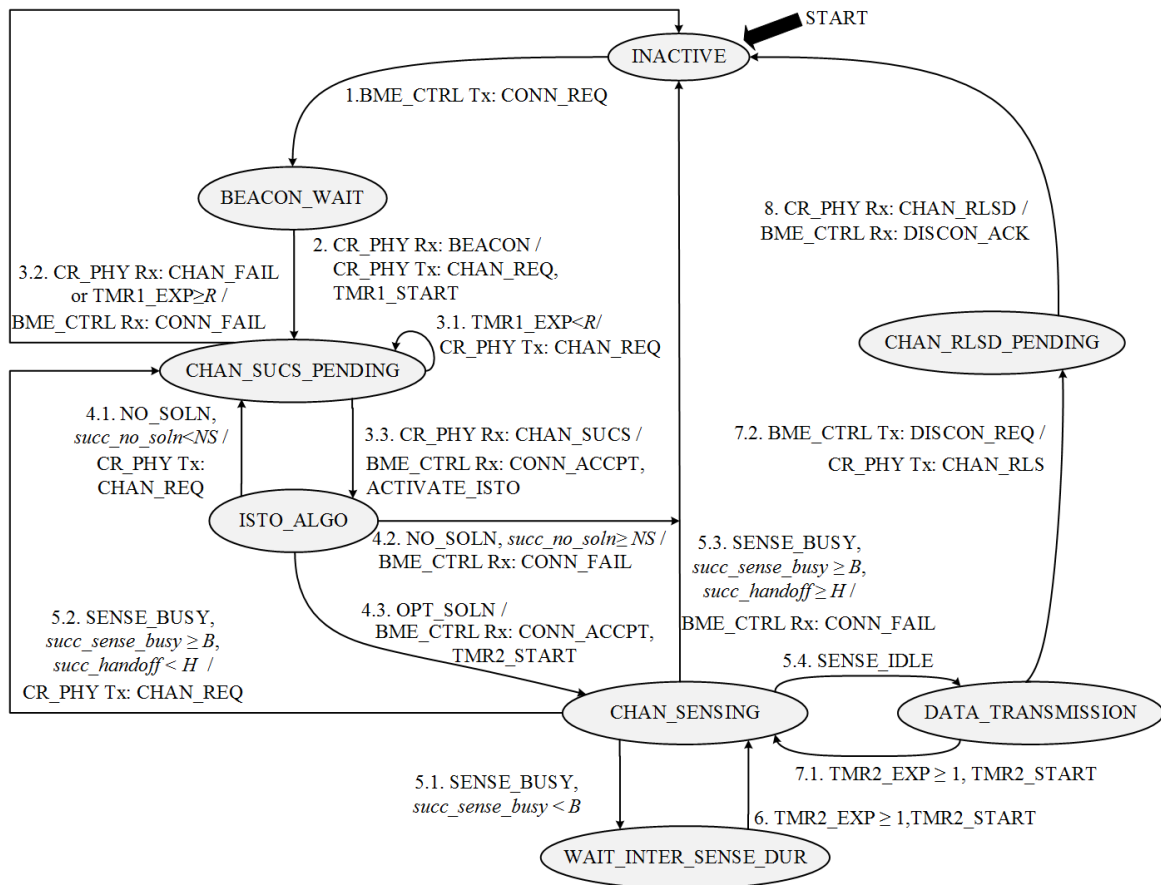 START
INACTIVE
1.BME_CTRL Tx: CONN_REQ
BEACON_WAIT
2. CR_PHY Rx: BEACON /
CR_PHY Tx: CHAN_REQ,
TMR1_START
8. CR_PHY Rx: CHAN_RLSD /
BME_CTRL Rx: DISCON_ACK
3.2. CR_PHY Rx: CHAN_FAIL
or TMR1_EXP≥R /
BME_CTRL Rx: CONN_FAIL
3.1. TMR1_EXP<R/
CR_PHY Tx: CHAN_REQ
CHAN_SUCS_PENDING
CHAN_RLSD_PENDING
4.1. NO_SOLN,
succ_no_soln<NS /
CR_PHY Tx:
CHAN_REQ
3.3. CR_PHY Rx: CHAN_SUCS /
BME_CTRL Rx: CONN_ACCPT,
ACTIVATE_ISTO
7.2. BME_CTRL Tx: DISCON_REQ /
CR_PHY Tx: CHAN_RLS
ISTO_ALGO
4.2. NO_SOLN, succ_no_soln≥ NS /
BME_CTRL Rx: CONN_FAIL
5.3. SENSE_BUSY,
succ_sense_busy ≥ B,
succ_handoff ≥ H /
BME_CTRL Rx: CONN_FAIL
4.3. OPT_SOLN /
BME_CTRL Rx: CONN_ACCPT,
TMR2_START
5.2. SENSE_BUSY,
succ_sense_busy ≥ B,
succ_handoff < H /
CR_PHY Tx: CHAN_REQ
5.4. SENSE_IDLE
CHAN_SENSING
DATA_TRANSMISSION
7.1. TMR2_EXP ≥ 1, TMR2_START
5.1. SENSE_BUSY,
succ_sense_busy < B
6. TMR2_EXP ≥ 1,TMR2_START
WAIT_INTER_SENSE_DUR